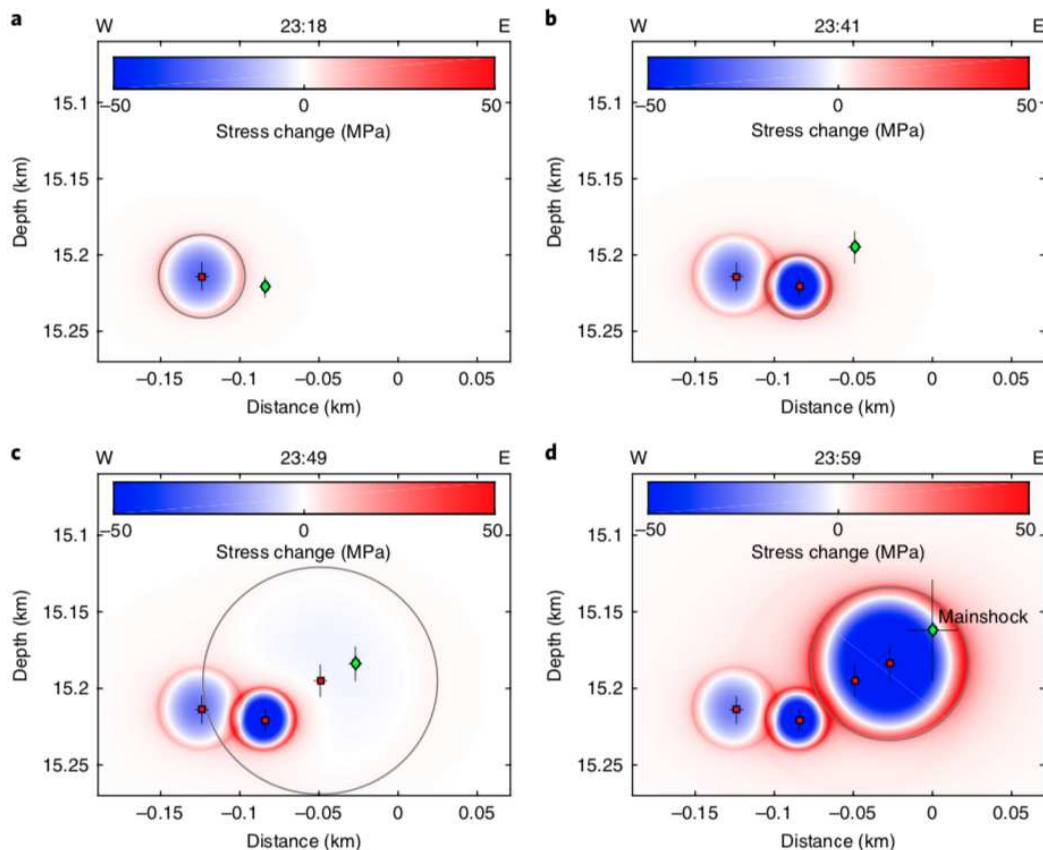 a
W 23:18 E
−50 0 50
Stress change (MPa)
15.1
15.15
15.2
15.25
Depth (km)
−0.15 −0.1 −0.05 0 0.05
Distance (km)
b
W 23:41 E
−50 0 50
Stress change (MPa)
15.1
15.15
15.2
15.25
Depth (km)
−0.15 −0.1 −0.05 0 0.05
Distance (km)
c
W 23:49 E
−50 0 50
Stress change (MPa)
15.1
15.15
15.2
15.25
Depth (km)
−0.15 −0.1 −0.05 0 0.05
Distance (km)
d
W 23:59 E
−50 0 50
Stress change (MPa)
15.1
Mainshock
15.15
15.2
15.25
Depth (km)
−0.15 −0.1 −0.05 0 0.05
Distance (km)